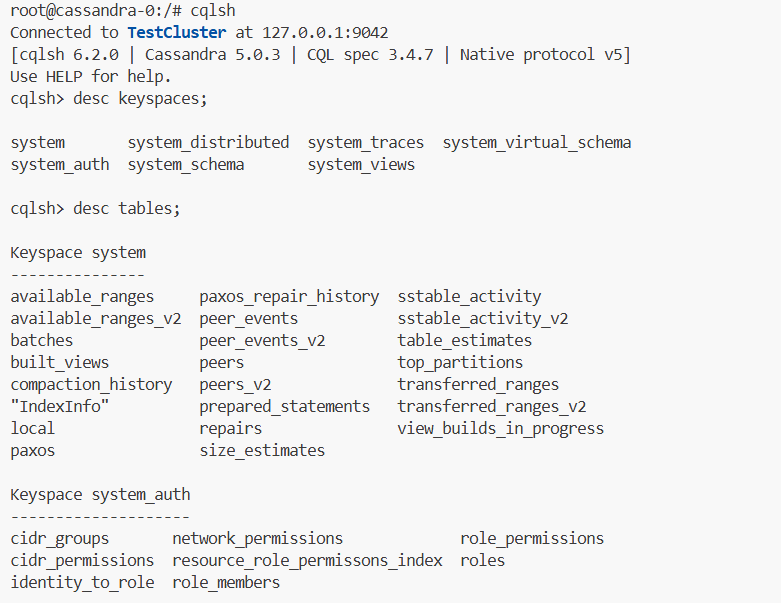 root@cassandra-0:/# cqlsh
Connected to TestCluster at 127.0.0.1:9042
[cqlsh 6.2.0 | Cassandra 5.0.3 | CQL spec 3.4.7 | Native protocol v5]
Use HELP for help.
cqlsh> desc keyspaces;

system       system_distributed  system_traces  system_virtual_schema
system_auth  system_schema       system_views

cqlsh> desc tables;

Keyspace system
---------------
available_ranges     paxos_repair_history  sstable_activity
available_ranges_v2  peer_events           sstable_activity_v2
batches              peer_events_v2        table_estimates
built_views          peers                 top_partitions
compaction_history   peers_v2              transferred_ranges
"IndexInfo"          prepared_statements   transferred_ranges_v2
local                repairs               view_builds_in_progress
paxos                size_estimates

Keyspace system_auth
--------------------
cidr_groups       network_permissions             role_permissions
cidr_permissions  resource_role_permissons_index  roles
identity_to_role  role_members